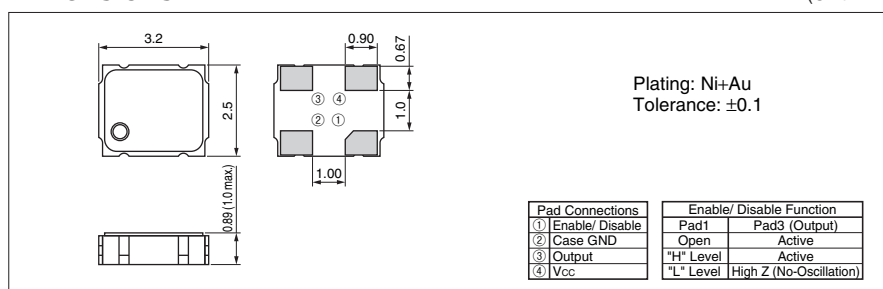 3.2
0.90
0.67
2.5
③ ④
② ①
1.0
1.00
0.89 (1.0 max.)
Plating: Ni+Au
Tolerance: ±0.1
Pad Connections
① Enable/ Disable
② Case GND
③ Output
④ Vcc
Enable/ Disable Function
Pad1 Pad3 (Output)
Open Active
"H" Level Active
"L" Level High Z (No-Oscillation)